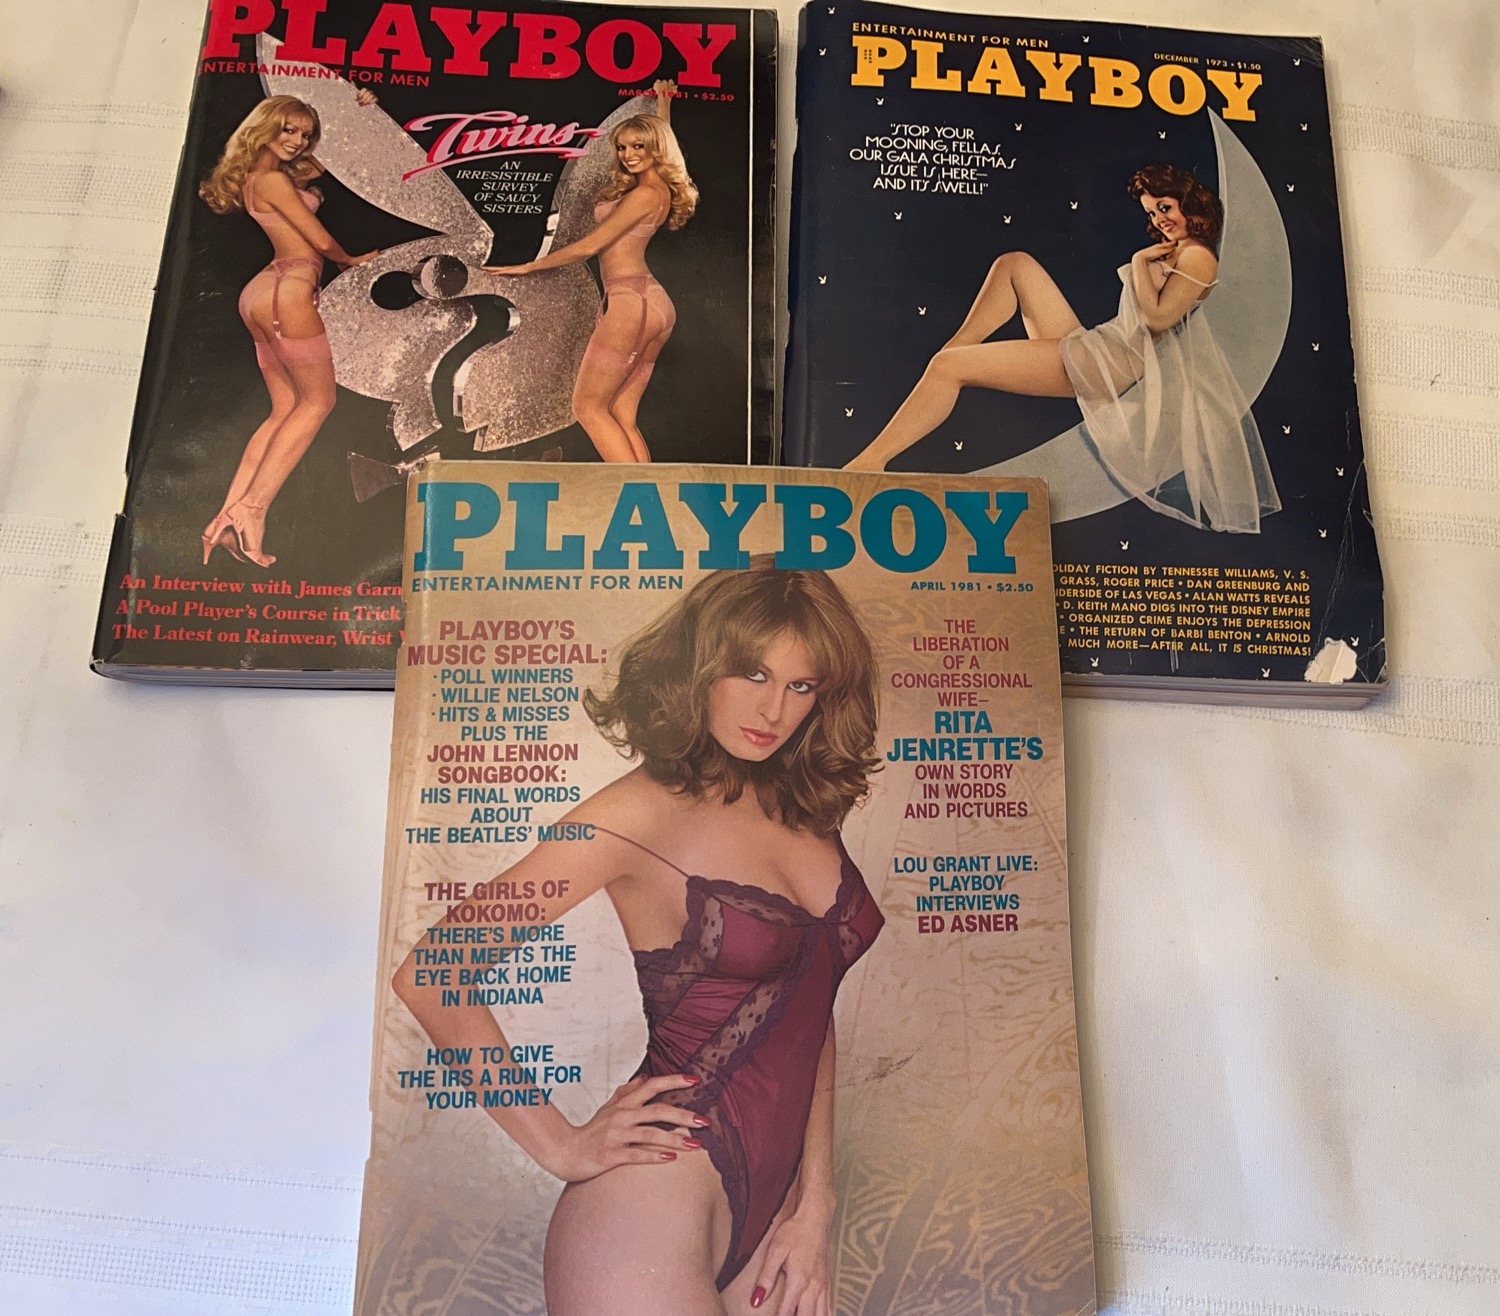 PLAYBOY
ENTERTAINMENT FOR MEN
MARCH 1981 • $2.50
Twins
AN
IRRESISTIBLE
SURVEY
OF SAUCY
SISTERS
An Interview with James Garn
A Pool Player's Course in Trick
The Latest on Rainwear, Wrist
ENTERTAINMENT FOR MEN
DECEMBER 1973 • $1.50
PLAYBOY
"STOP YOUR
MOONING, FELLAS,
OUR GALA CHRISTMAS
ISSUE IS HERE—
AND IT'S SWELL!"
OLIDAY FICTION BY TENNESSEE WILLIAMS, V. S.
GRASS, ROGER PRICE • DAN GREENBURG AND
DERSIDE OF LAS VEGAS • ALAN WATTS REVEALS
• D. KEITH MANO DIGS INTO THE DISNEY EMPIRE
• ORGANIZED CRIME ENJOYS THE DEPRESSION
E • THE RETURN OF BARBI BENTON • ARNOLD
MUCH MORE—AFTER ALL, IT IS CHRISTMAS!
PLAYBOY
ENTERTAINMENT FOR MEN
APRIL 1981 • $2.50
PLAYBOY'S
MUSIC SPECIAL:
• POLL WINNERS
• WILLIE NELSON
• HITS & MISSES
PLUS THE
JOHN LENNON
SONGBOOK:
HIS FINAL WORDS
ABOUT
THE BEATLES' MUSIC
THE GIRLS OF
KOKOMO:
THERE'S MORE
THAN MEETS THE
EYE BACK HOME
IN INDIANA
HOW TO GIVE
THE IRS A RUN FOR
YOUR MONEY
THE
LIBERATION
OF A
CONGRESSIONAL
WIFE—
RITA
JENRETTE'S
OWN STORY
IN WORDS
AND PICTURES
LOU GRANT LIVE:
PLAYBOY
INTERVIEWS
ED ASNER